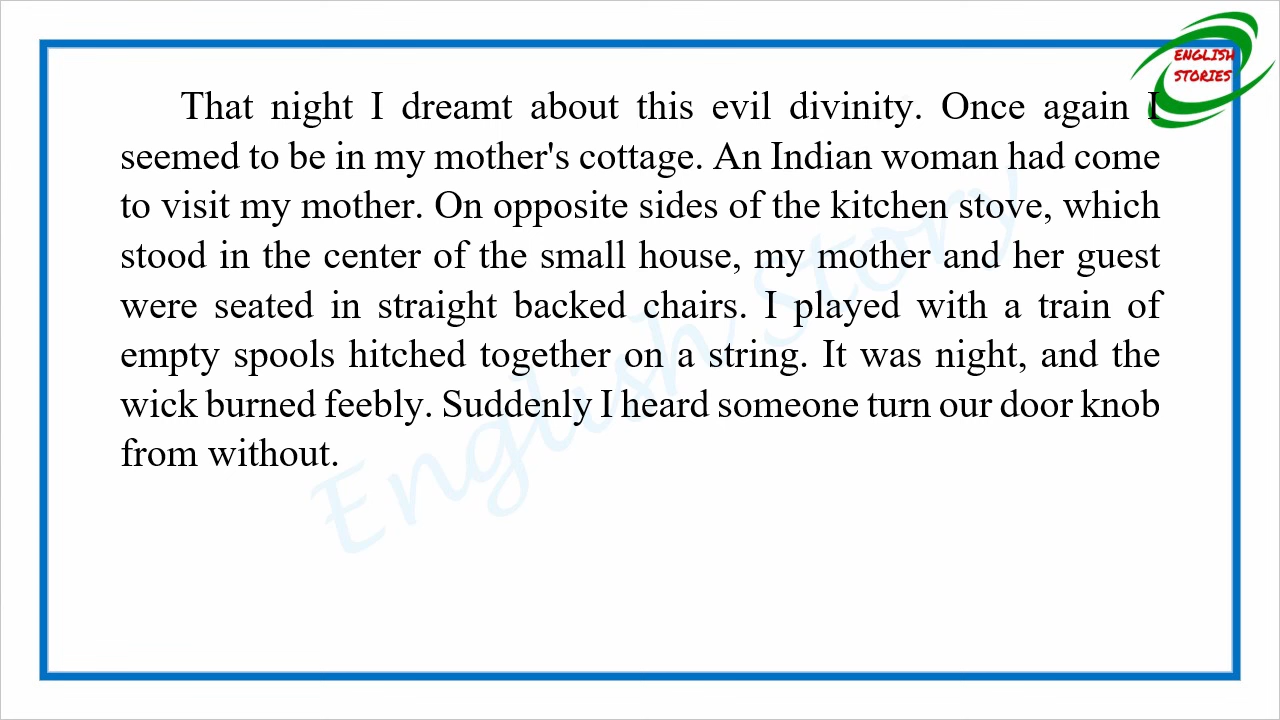 ENGLISH
STORIES
That night I dreamt about this evil divinity. Once again I
seemed to be in my mother's cottage. An Indian woman had come
to visit my mother. On opposite sides of the kitchen stove, which
stood in the center of the small house, my mother and her guest
were seated in straight backed chairs. I played with a train of
empty spools hitched together on a string. It was night, and the
wick burned feebly. Suddenly I heard someone turn our door knob
from without.
English Story